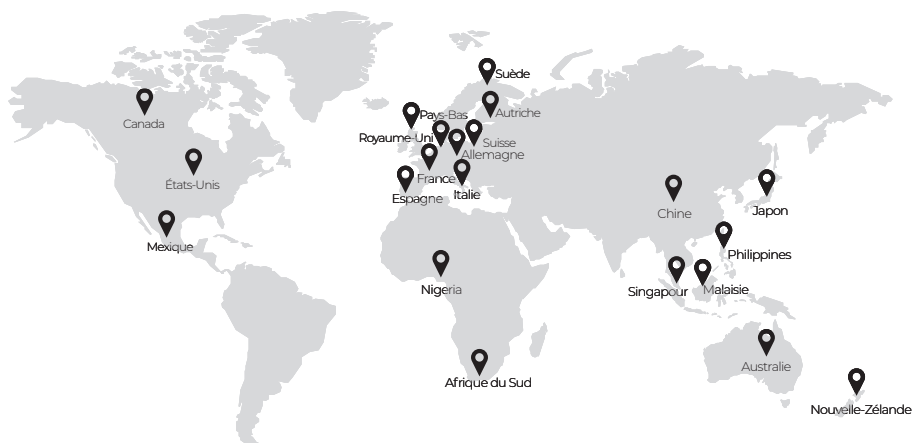 Suède
Canada
Pays-Bas
Autriche
Royaume-Uni
Suisse
Allemagne
France
États-Unis
Italie
Espagne
Chine
Japon
Mexique
Philippines
Nigeria
Singapour
Malaisie
Australie
Afrique du Sud
Nouvelle-Zélande